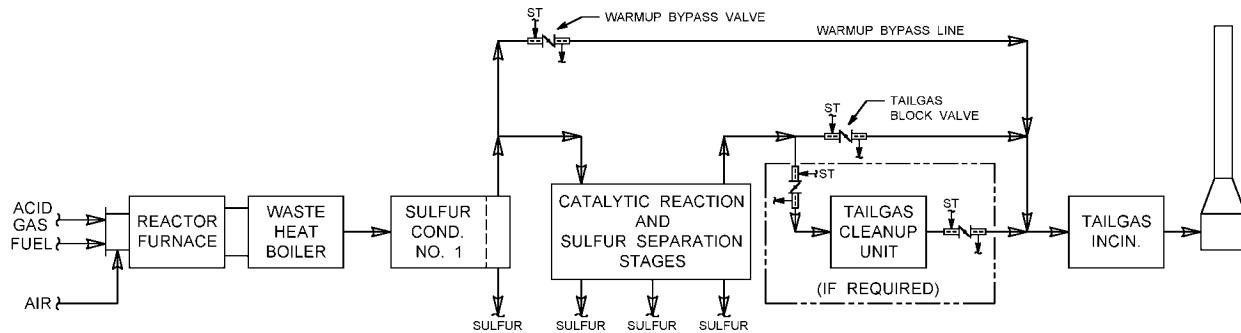 ST
WARMUP BYPASS VALVE
WARMUP BYPASS LINE
ST
TAILGAS
BLOCK VALVE
ACID
GAS
FUEL
AIR
REACTOR
FURNACE
WASTE
HEAT
BOILER
SULFUR
COND.
NO. 1
CATALYTIC REACTION
AND
SULFUR SEPARATION
STAGES
ST
TAILGAS
CLEANUP
UNIT
ST
(IF REQUIRED)
TAILGAS
INCIN.
SULFUR
SULFUR
SULFUR
SULFUR